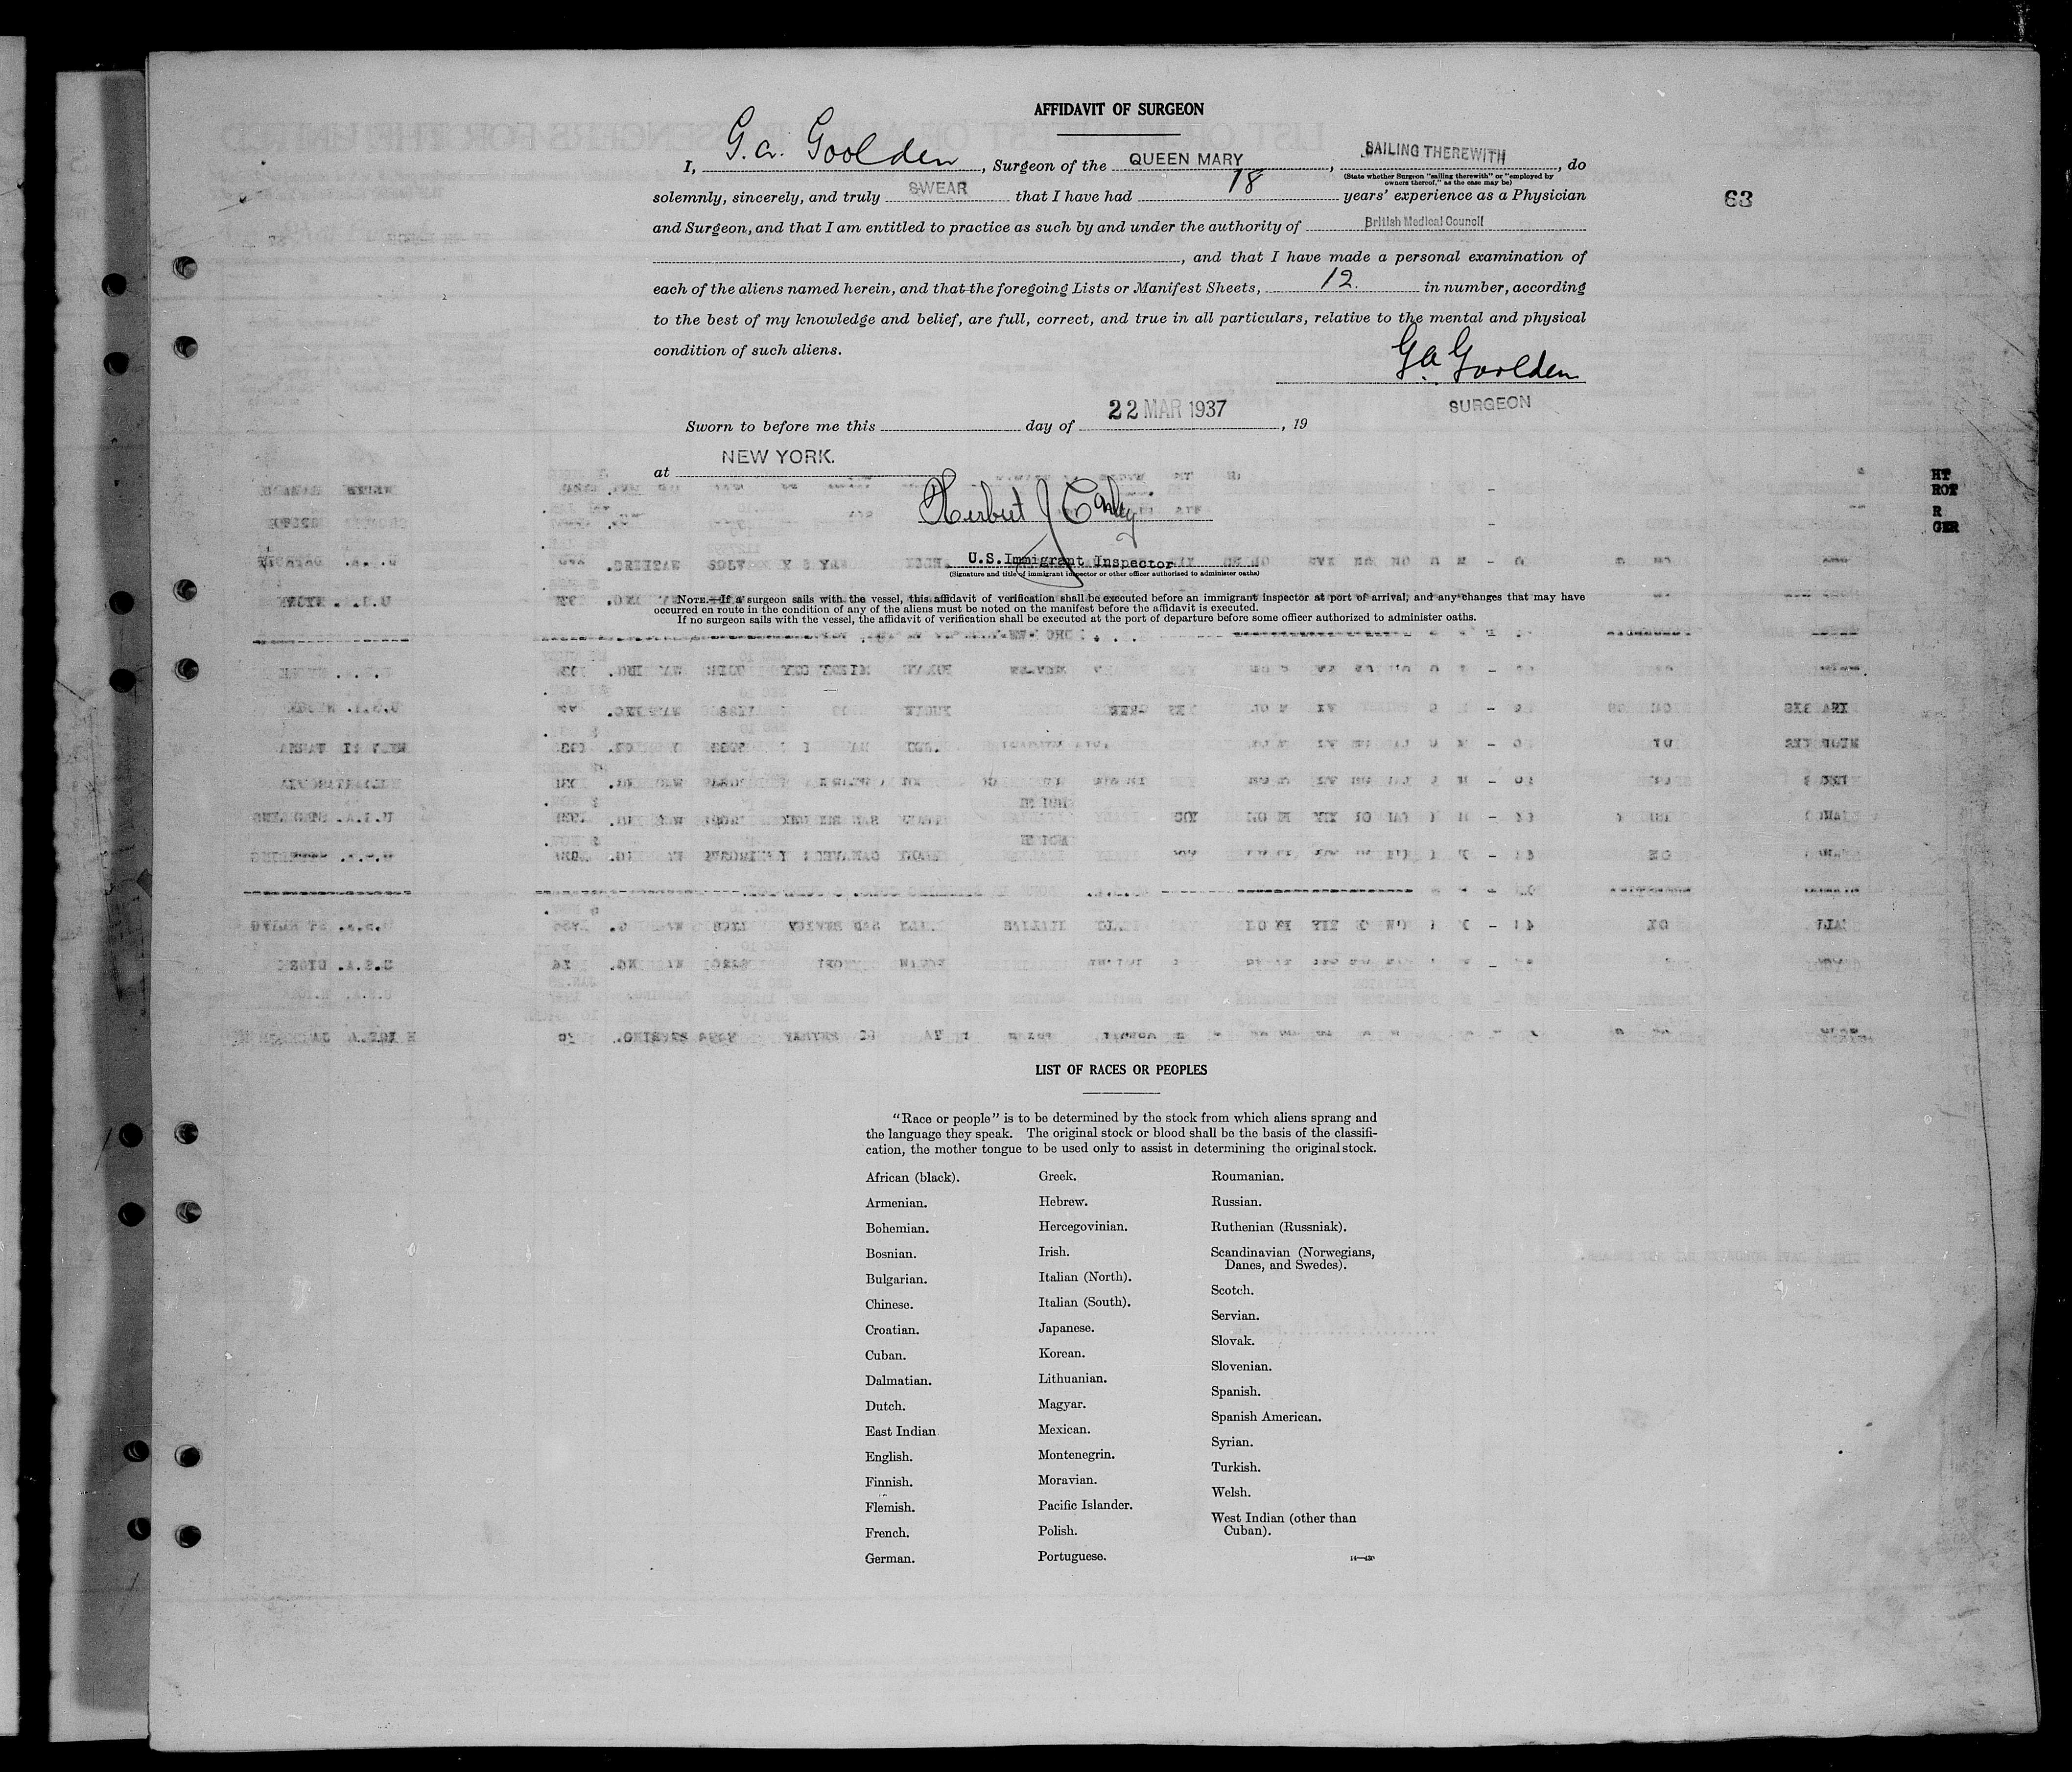 AFFIDAVIT OF SURGEON
I, G. A. Goolden, Surgeon of the QUEEN MARY, SAILING THEREWITH, do
(State whether Surgeon "sailing therewith" or "employed by
owners thereof," as the case may be)
solemnly, sincerely, and truly SWEAR that I have had 18 years' experience as a Physician
63
and Surgeon, and that I am entitled to practice as such by and under the authority of British Medical Council
, and that I have made a personal examination of
each of the aliens named herein, and that the foregoing Lists or Manifest Sheets, 12. in number, according
to the best of my knowledge and belief, are full, correct, and true in all particulars, relative to the mental and physical
condition of such aliens.
G A Goolden
SURGEON
Sworn to before me this day of 22 MAR 1937, 19
at NEW YORK.
HT
ROT
R
GER
Herbert J
U.S. Immigrant Inspector
(Signature and title of immigrant inspector or other officer authorized to administer oaths)
NOTE.—If a surgeon sails with the vessel, this affidavit of verification shall be executed before an immigrant inspector at port of arrival, and any changes that may have
occurred en route in the condition of any of the aliens must be noted on the manifest before the affidavit is executed.
If no surgeon sails with the vessel, the affidavit of verification shall be executed at the port of departure before some officer authorized to administer oaths.
LIST OF RACES OR PEOPLES
"Race or people" is to be determined by the stock from which aliens sprang and
the language they speak. The original stock or blood shall be the basis of the classifi-
cation, the mother tongue to be used only to assist in determining the original stock.
African (black).
Armenian.
Bohemian.
Bosnian.
Bulgarian.
Chinese.
Croatian.
Cuban.
Dalmatian.
Dutch.
East Indian
English.
Finnish.
Flemish.
French.
German.
Greek.
Hebrew.
Hercegovinian.
Irish.
Italian (North).
Italian (South).
Japanese.
Korean.
Lithuanian.
Magyar.
Mexican.
Montenegrin.
Moravian.
Pacific Islander.
Polish.
Portuguese.
Roumanian.
Russian.
Ruthenian (Russniak).
Scandinavian (Norwegians,
Danes, and Swedes).
Scotch.
Servian.
Slovak.
Slovenian.
Spanish.
Spanish American.
Syrian.
Turkish.
Welsh.
West Indian (other than
Cuban).